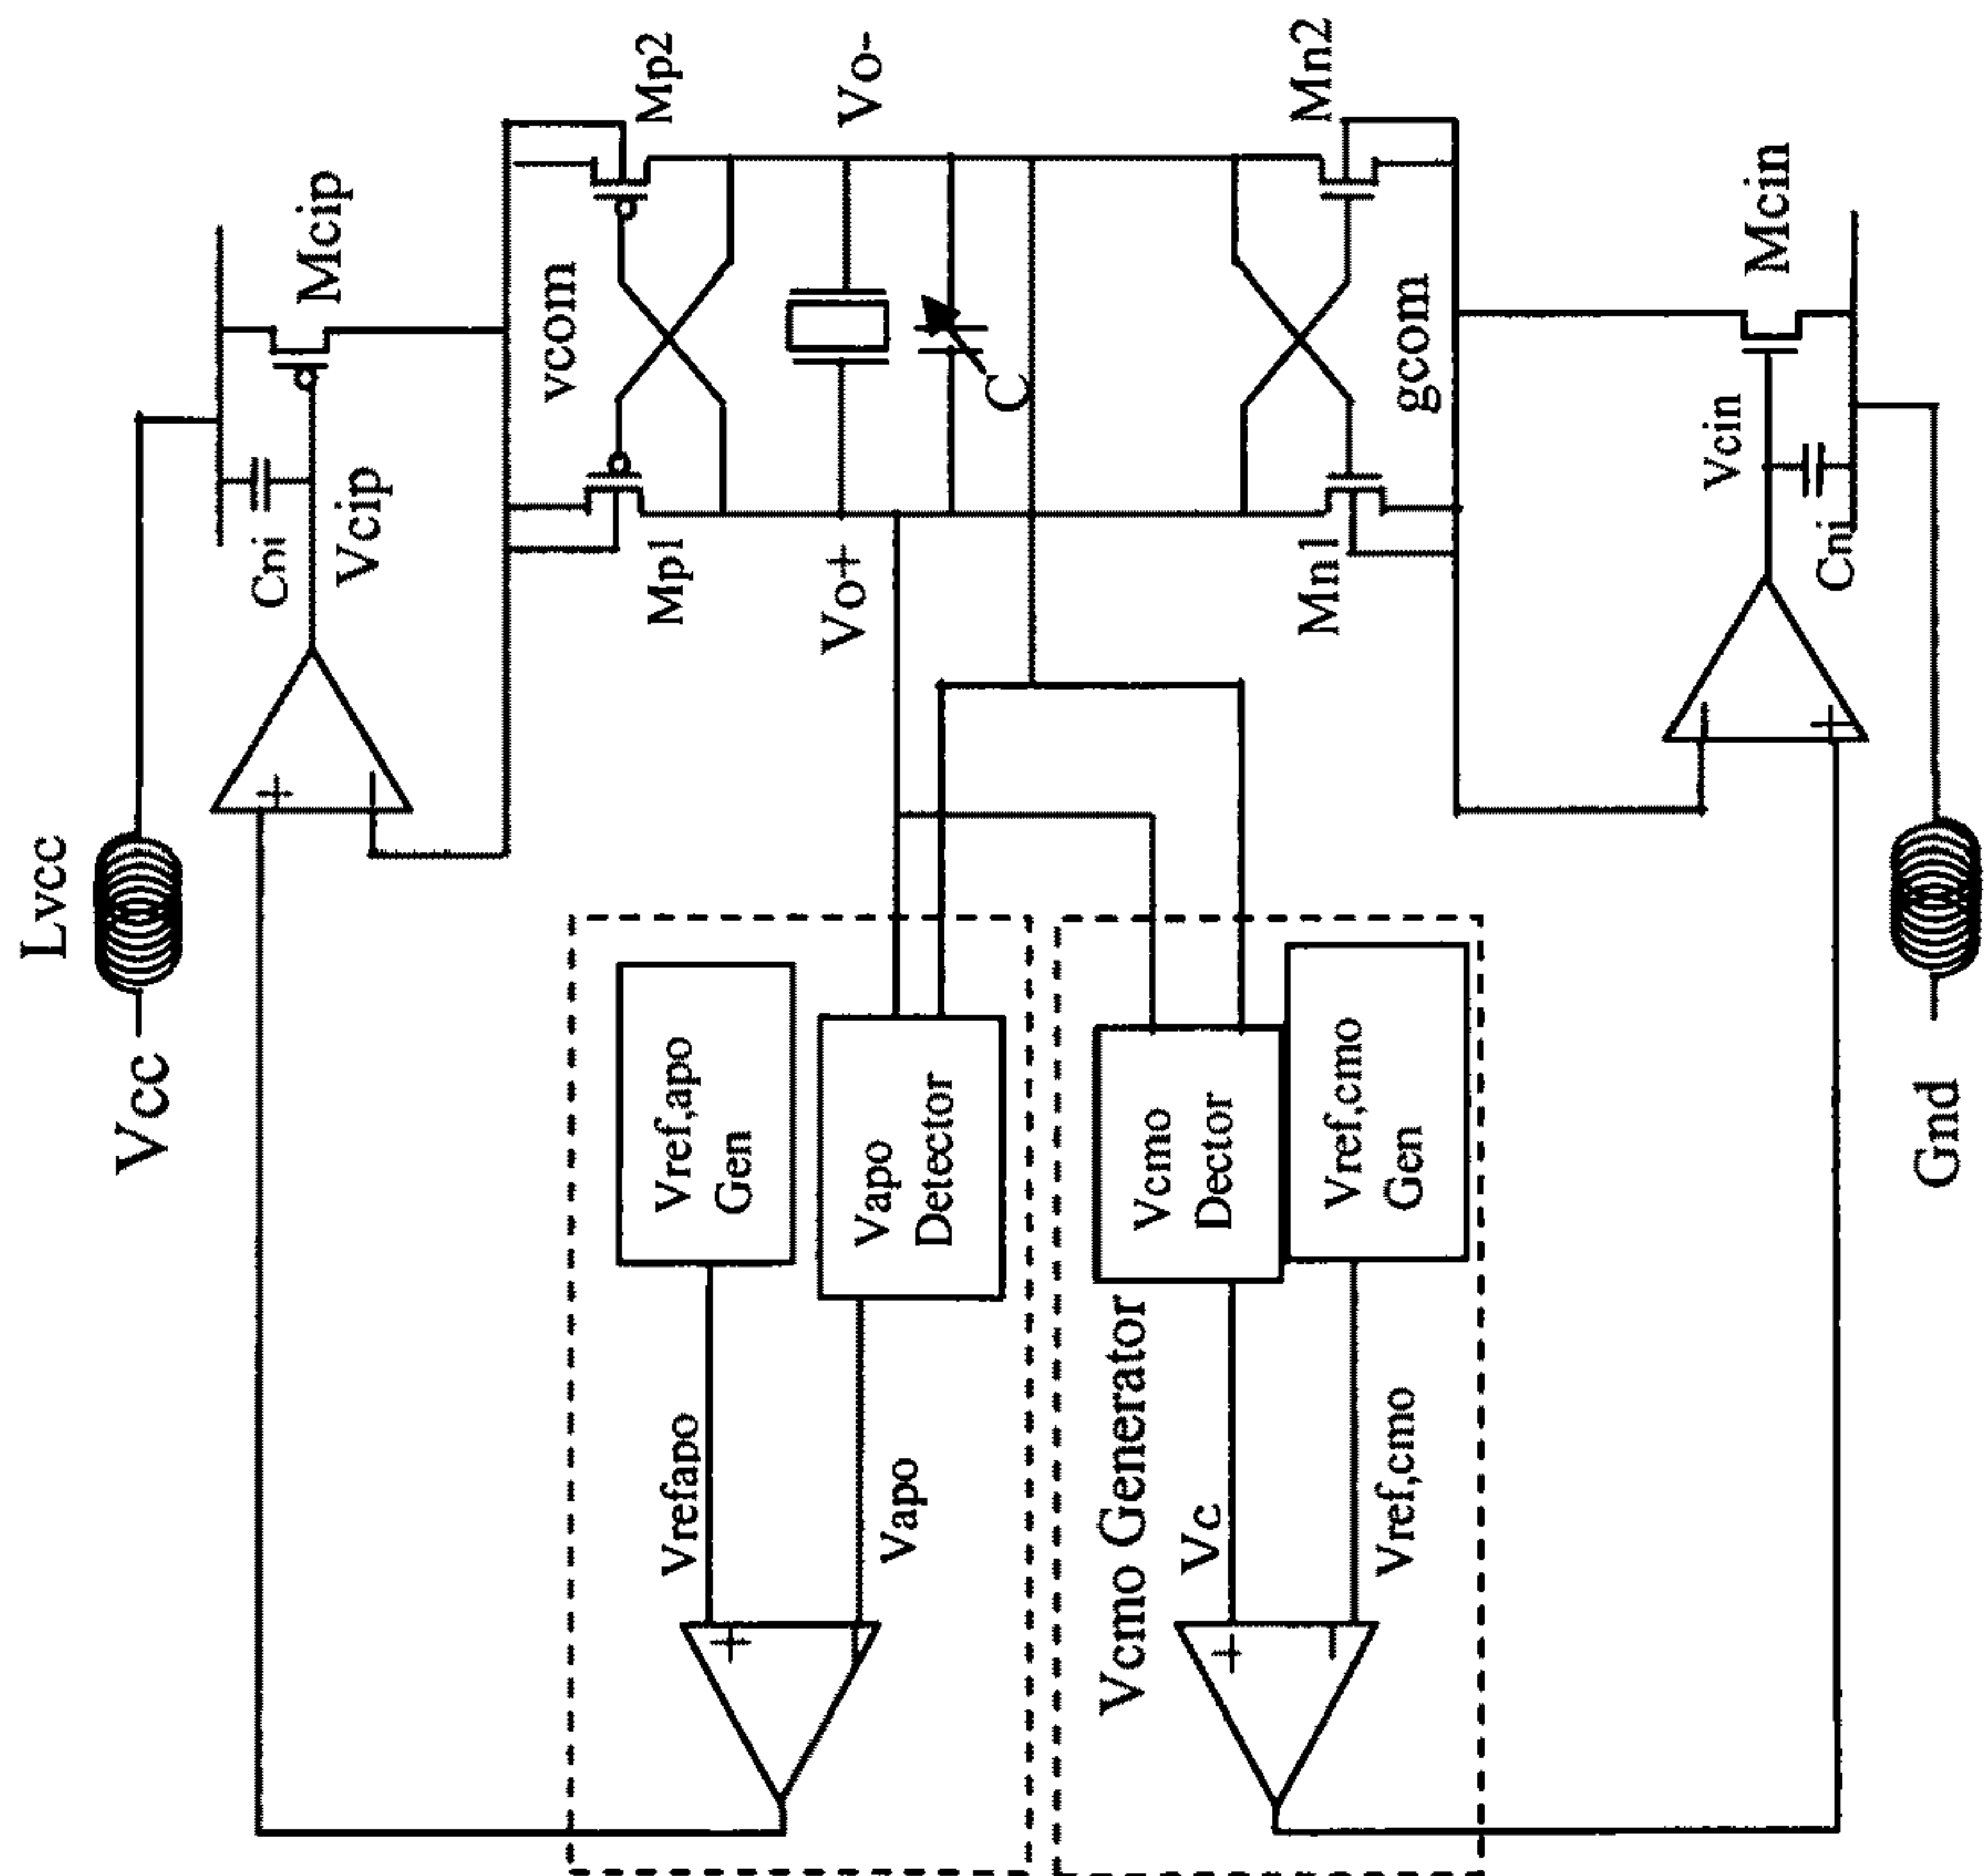 Lvcc
Vcc
Cni
Vcip
Mcip
vcom
Mp1
Mp2
Vo+
Vo-
C
Mn1
Mn2
gcom
Vcin
Mcin
Cni
Gnd
Vref,apo
Gen
Vapo
Detector
Vcmo
Dector
Vref,cmo
Gen
Vrefapo
Vapo
Vcmo Generator
Vc
Vref,cmo
+
−
+
−
+
−
+
−